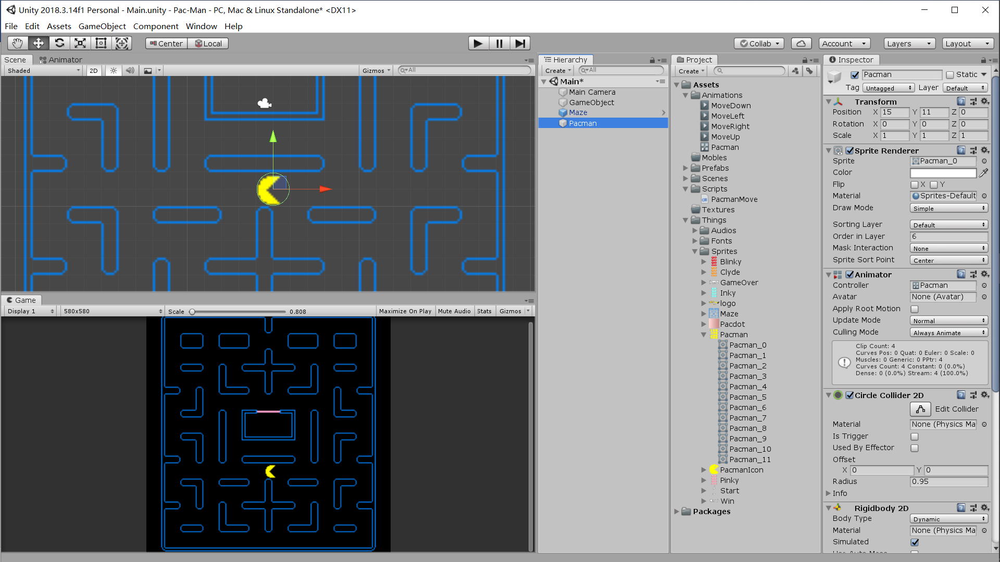 Unity 2018.3.14f1 Personal - Main.unity - Pac-Man - PC, Mac & Linux Standalone* <DX11>
File Edit Assets GameObject Component Window Help
Center Local Collab Account Layers Layout
Scene Animator
Shaded 2D Gizmos All
Game
Display 1 580x580 Scale 0.808 Maximize On Play Mute Audio Stats Gizmos
Hierarchy
Create All
Main*
Main Camera
GameObject
Maze
Pacman
Project
Create
Assets
Animations
MoveDown
MoveLeft
MoveRight
MoveUp
Pacman
Mobles
Prefabs
Scenes
Scripts
PacmanMove
Textures
Things
Audios
Fonts
Sprites
Blinky
Clyde
GameOver
Inky
logo
Maze
Pacdot
Pacman
Pacman_0
Pacman_1
Pacman_2
Pacman_3
Pacman_4
Pacman_5
Pacman_6
Pacman_7
Pacman_8
Pacman_9
Pacman_10
Pacman_11
PacmanIcon
Pinky
Start
Win
Packages
Inspector
Pacman Static
Tag Untagged Layer Default
Transform
Position X 15 Y 11 Z 0
Rotation X 0 Y 0 Z 0
Scale X 1 Y 1 Z 1
Sprite Renderer
Sprite Pacman_0
Color
Flip X Y
Material Sprites-Default
Draw Mode Simple
Sorting Layer Default
Order in Layer 6
Mask Interaction None
Sprite Sort Point Center
Animator
Controller Pacman
Avatar None (Avatar)
Apply Root Motion
Update Mode Normal
Culling Mode Always Animate
Clip Count: 4
Curves Pos: 0 Quat: 0 Euler: 0 Scale: 0
Muscles: 0 Generic: 0 PPtr: 4
Curves Count: 4 Constant: 0 (0.0%)
Dense: 0 (0.0%) Stream: 4 (100.0%)
Circle Collider 2D
Edit Collider
Material None (Physics Ma
Is Trigger
Used By Effector
Offset
X 0 Y 0
Radius 0.95
Info
Rigidbody 2D
Body Type Dynamic
Material None (Physics Ma
Simulated